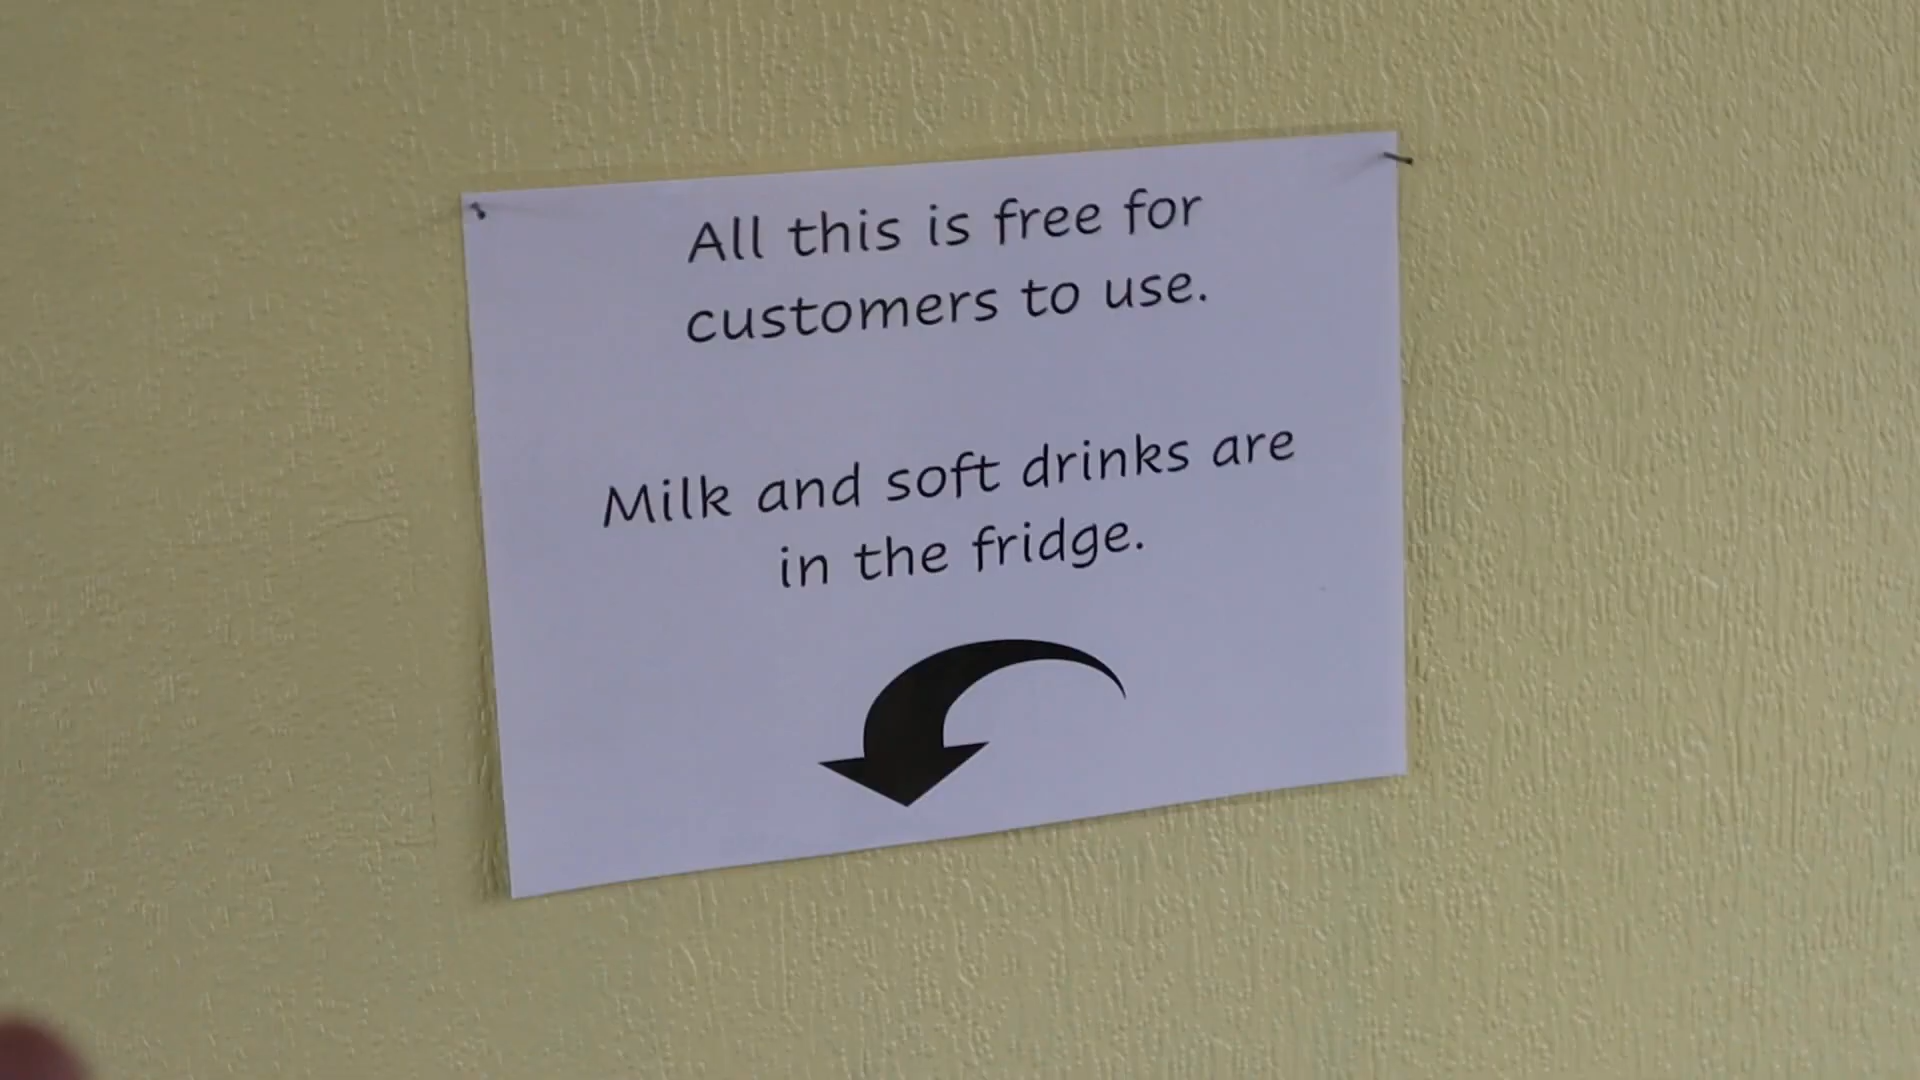 All this is free for
customers to use.
Milk and soft drinks are
in the fridge.